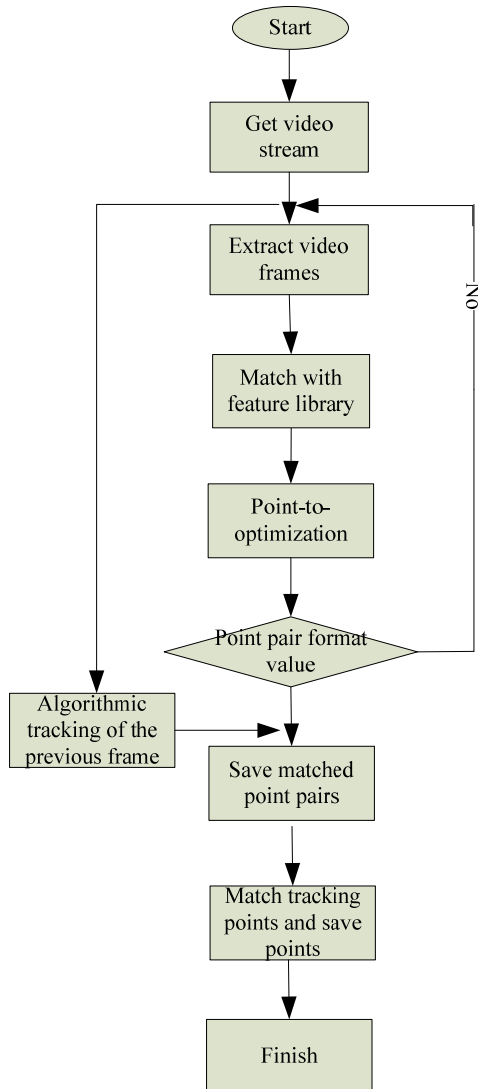 Start
Get video
stream
Extract video
frames
No
Match with
feature library
Point-to-
optimization
Point pair format
value
Algorithmic
tracking of the
previous frame
Save matched
point pairs
Match tracking
points and save
points
Finish